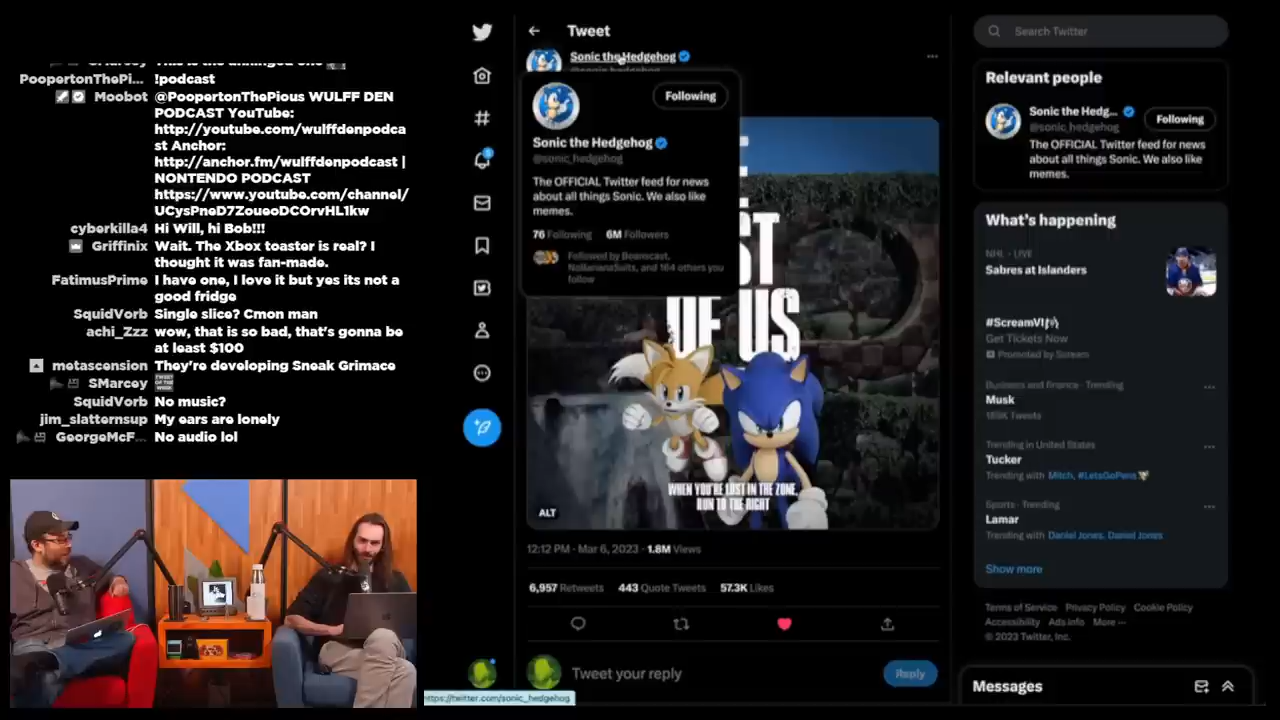 PoopertonThePi... !podcast
Moobot @PoopertonThePious WULFF DEN
PODCAST YouTube:
http://youtube.com/wulffdenpodca
st Anchor:
http://anchor.fm/wulffdenpodcast |
NONTENDO PODCAST
https://www.youtube.com/channel/
UCysPneD7ZoueoDCOrvHL1kw
cyberkilla4 Hi Will, hi Bob!!!
Griffinix Wait. The Xbox toaster is real? I
thought it was fan-made.
FatimusPrime I have one, I love it but yes its not a
good fridge
SquidVorb Single slice? Cmon man
achi_Zzz wow, that is so bad, that's gonna be
at least $100
metascension They're developing Sneak Grimace
SMarcey
SquidVorb No music?
jim_slatternsup My ears are lonely
GeorgeMcF... No audio lol
Tweet
Sonic the Hedgehog
Following
Sonic the Hedgehog
@sonic_hedgehog
The OFFICIAL Twitter feed for news
about all things Sonic. We also like
memes.
76 Following 6M Followers
Followed by Boomcast,
and 164 others you
follow
OF US
WHEN YOU'RE LOST IN THE ZONE,
RUN TO THE RIGHT
ALT
12:12 PM · Mar 6, 2023 · 1.8M Views
6,957 Retweets 443 Quote Tweets 57.3K Likes
Tweet your reply
Reply
https://twitter.com/sonic_hedgehog
Search Twitter
Relevant people
Sonic the Hedg...
@sonic_hedgehog
Following
The OFFICIAL Twitter feed for news
about all things Sonic. We also like
memes.
What's happening
NHL · LIVE
Sabres at Islanders
#ScreamVI
Get Tickets Now
Promoted by Scream
Business and finance · Trending
Musk
Tweets
Trending in United States
Tucker
Trending with Mitch, #LetsGoPens
Sports · Trending
Lamar
Trending with Daniel Jones, Daniel Jones
Show more
Terms of Service Privacy Policy Cookie Policy
Accessibility Ads info More ···
© 2023 Twitter, Inc.
Messages